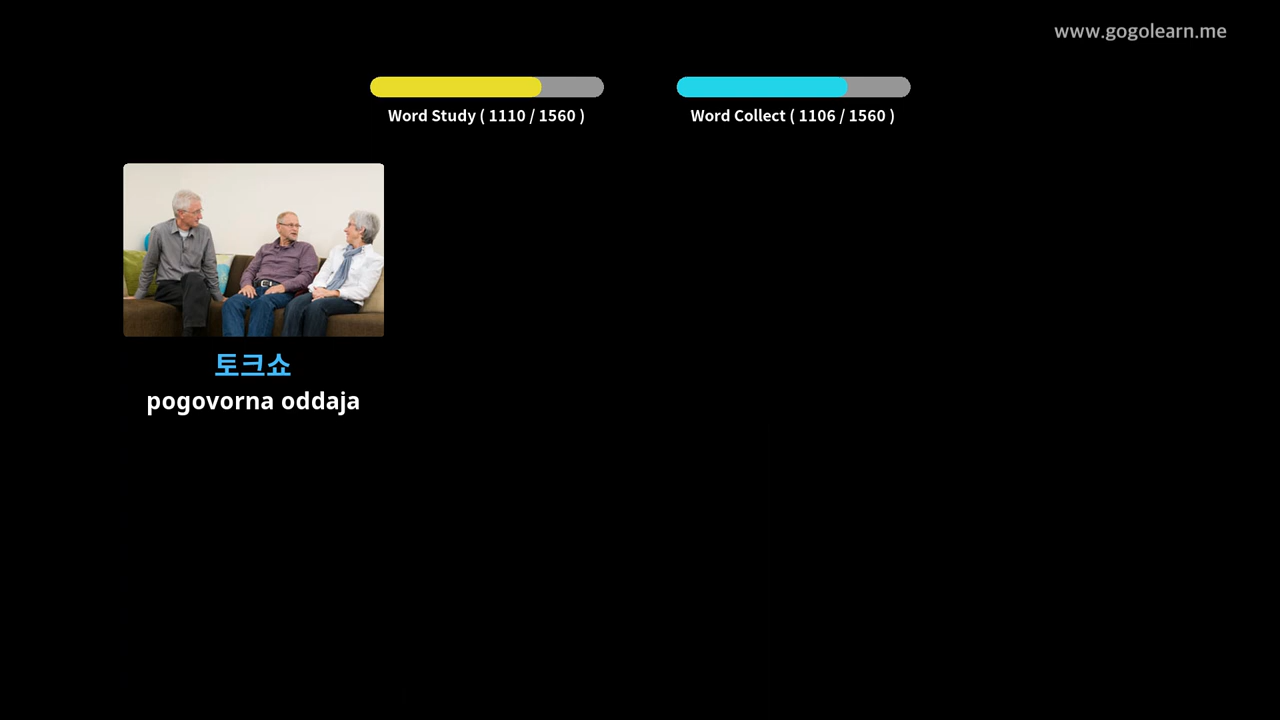 www.gogolearn.me
Word Study ( 1110 / 1560 )
Word Collect ( 1106 / 1560 )
토크쇼
pogovorna oddaja